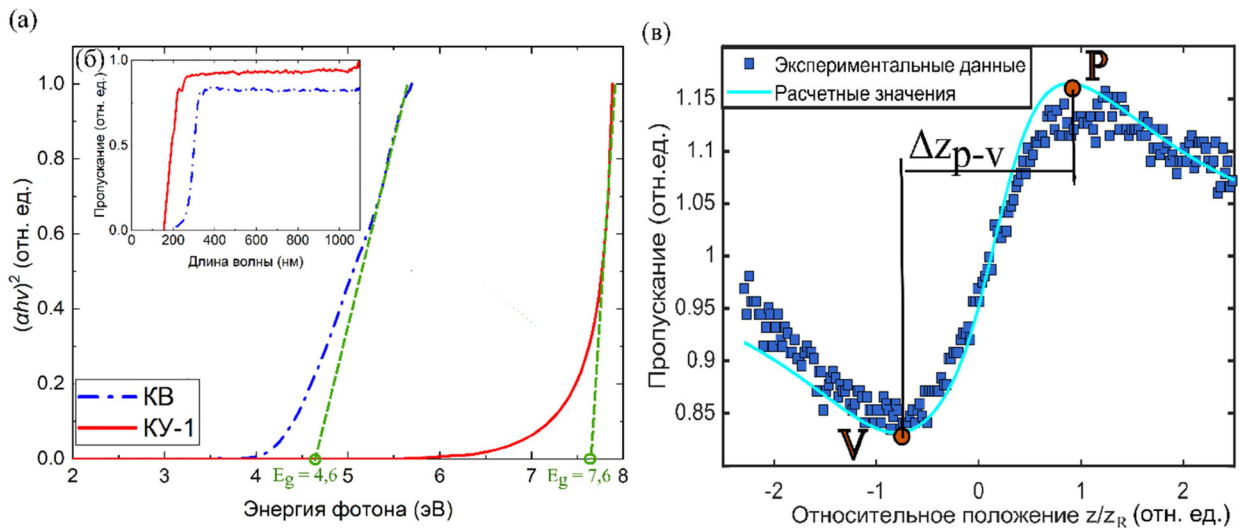 (а)
(αhν)² (отн. ед.)
1.0
0.8
0.6
0.4
0.2
0.0
2
3
4
5
6
7
8
Энергия фотона (эВ)
КВ
КУ-1
E_g = 4,6
E_g = 7,6
(б)
Пропускание (отн. ед.)
1.0
0.5
0.0
0 200 400 600 800 1000
Длина волны (нм)
(в)
Пропускание (отн.ед.)
1.15
1.1
1.05
1
0.95
0.9
0.85
Экспериментальные данные
Расчетные значения
P
Δz_p-v
V
-2 -1 0 1 2
Относительное положение z/z_R (отн. ед.)